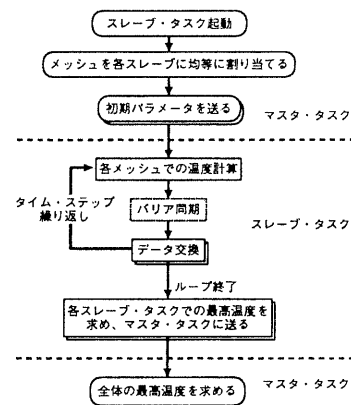 スレーブ・タスク起動
メッシュを各スレーブに均等に割り当てる
初期パラメータを送る
マスタ・タスク
各メッシュでの温度計算
タイム・ステップ
繰り返し
バリア同期
スレーブ・タスク
データ交換
ループ終了
各スレーブ・タスクでの最高温度を
求め、マスタ・タスクに送る
全体の最高温度を求める
マスタ・タスク